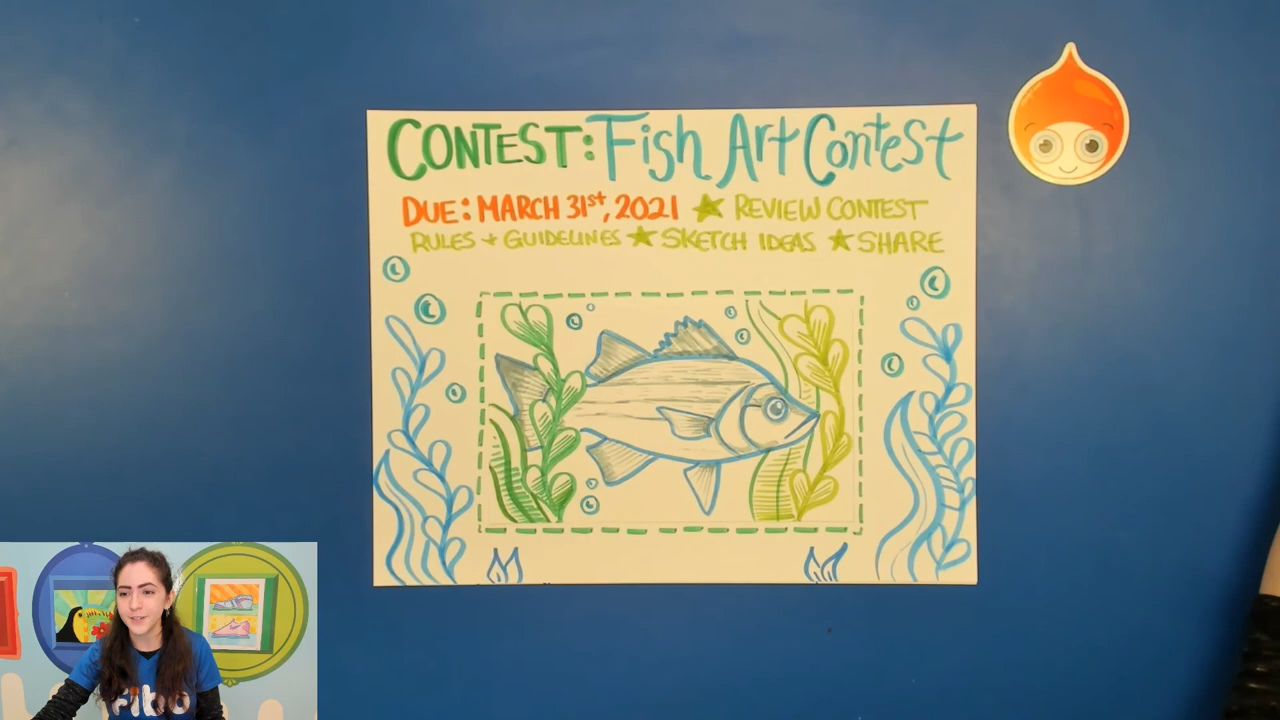 CONTEST: Fish Art Contest
DUE: MARCH 31st, 2021 ★ REVIEW CONTEST
RULES + GUIDELINES ★ SKETCH IDEAS ★ SHARE